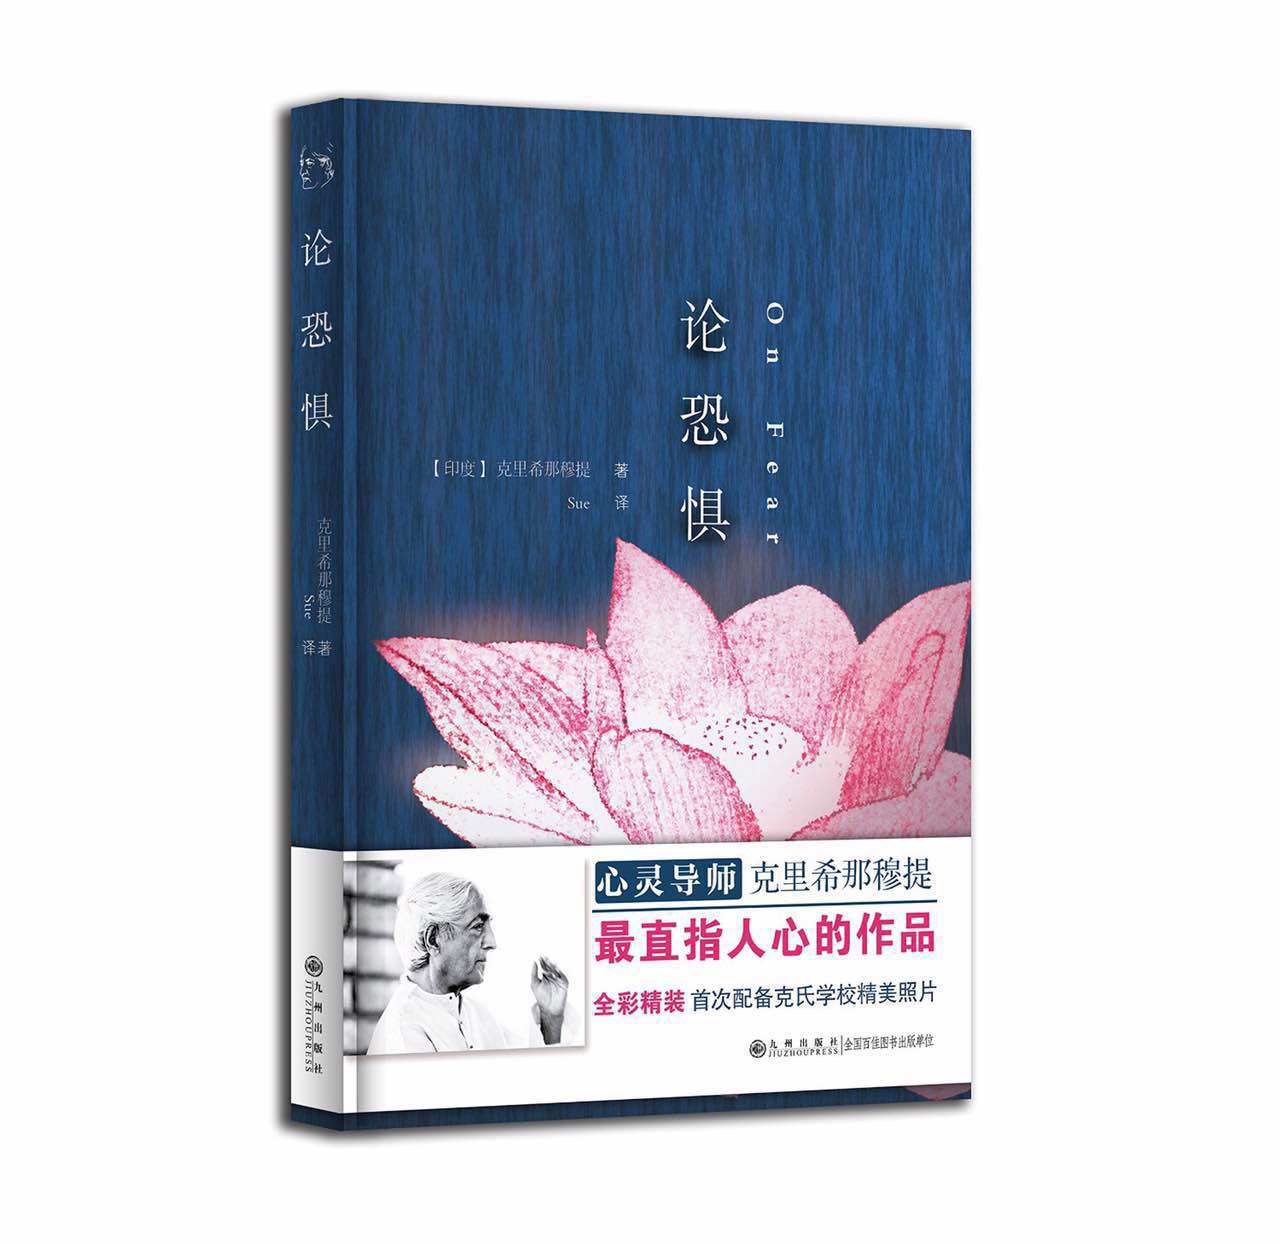 论恐惧
克里希那穆提 著
Sue 译
九州出版社
JIUZHOUPRESS
论恐惧
On Fear
【印度】克里希那穆提 著
Sue 译
心灵导师 克里希那穆提
最直指人心的作品
全彩精装 首次配备克氏学校精美照片
九州出版社
JIUZHOUPRESS
全国百佳图书出版单位